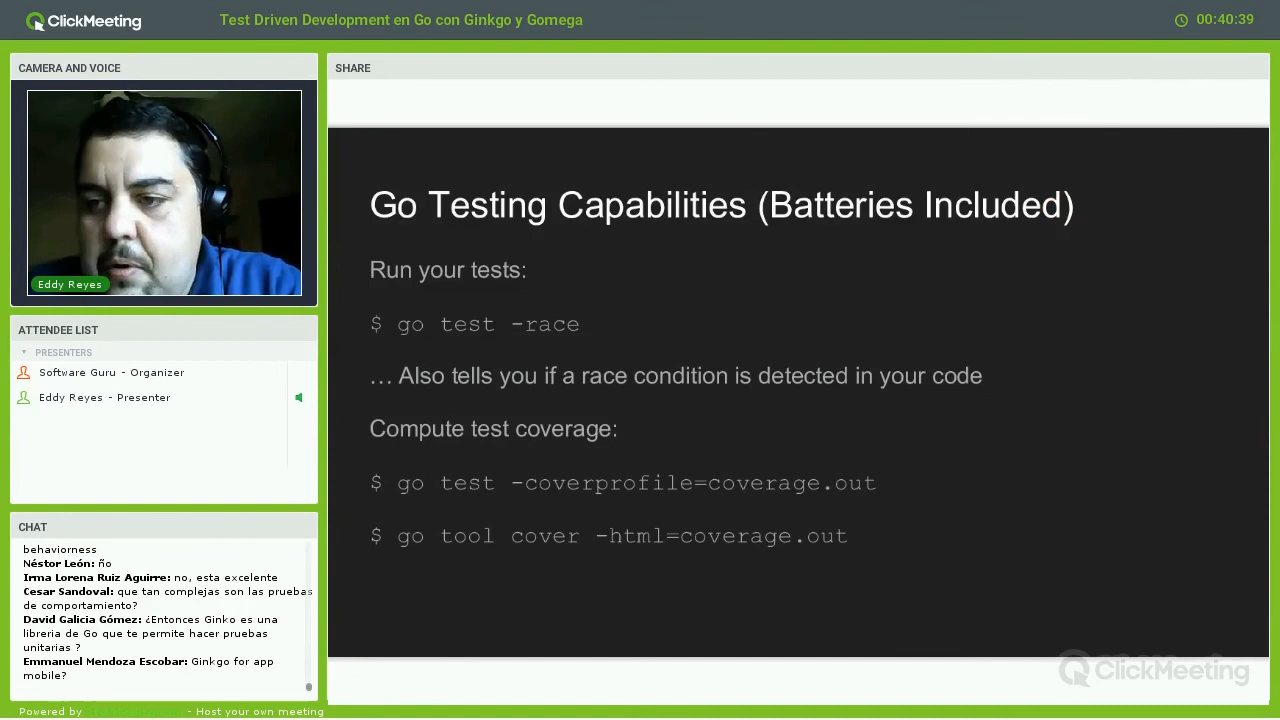 ClickMeeting
Test Driven Development en Go con Ginkgo y Gomega
00:40:39
CAMERA AND VOICE
Eddy Reyes
ATTENDEE LIST
PRESENTERS
Software Guru - Organizer
Eddy Reyes - Presenter
CHAT
behaviorness
Néstor León: ño
Irma Lorena Ruiz Aguirre: no, esta excelente
Cesar Sandoval: que tan complejas son las pruebas
de comportamiento?
David Galicia Gómez: ¿Entonces Ginko es una
libreria de Go que te permite hacer pruebas
unitarias ?
Emmanuel Mendoza Escobar: Ginkgo for app
mobile?
SHARE
Go Testing Capabilities (Batteries Included)
Run your tests:
$ go test -race
… Also tells you if a race condition is detected in your code
Compute test coverage:
$ go test -coverprofile=coverage.out
$ go tool cover -html=coverage.out
ClickMeeting
Powered by - Host your own meeting